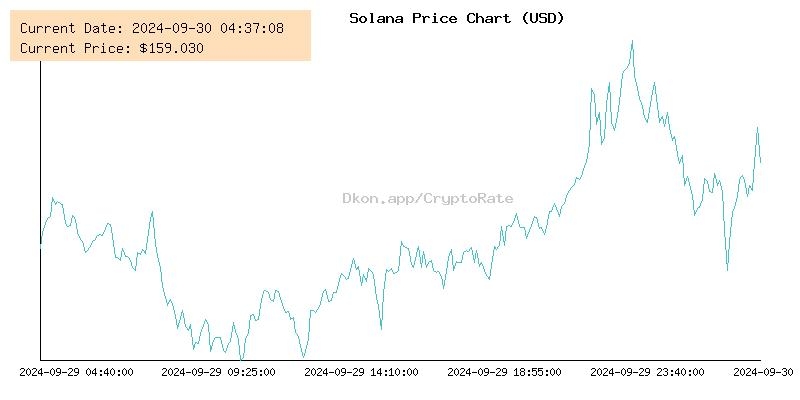 Solana Price Chart (USD)
Current Date: 2024-09-30 04:37:08
Current Price: $159.030
Dkon.app/CryptoRate
2024-09-29 04:40:00 2024-09-29 09:25:00 2024-09-29 14:10:00 2024-09-29 18:55:00 2024-09-29 23:40:00 2024-09-30